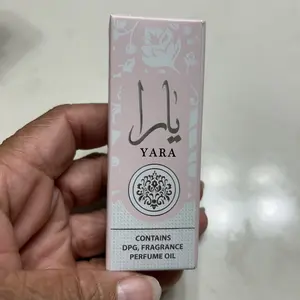 يارا
YARA
CONTAINS
DPG, FRAGRANCE
PERFUME OIL